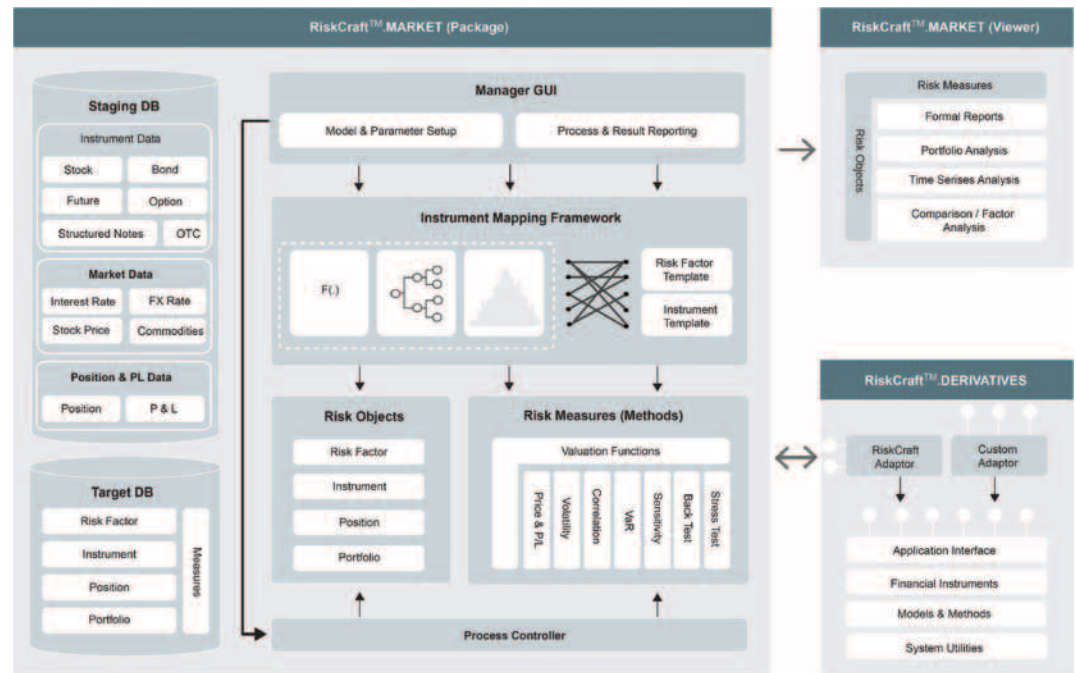 RiskCraft™.MARKET (Package)
Staging DB
Instrument Data
Stock
Bond
Future
Option
Structured Notes
OTC
Market Data
Interest Rate
FX Rate
Stock Price
Commodities
Position & PL Data
Position
P & L
Target DB
Risk Factor
Instrument
Position
Portfolio
Measures
Manager GUI
Model & Parameter Setup
Process & Result Reporting
Instrument Mapping Framework
F(.)
Risk Factor
Template
Instrument
Template
Risk Objects
Risk Factor
Instrument
Position
Portfolio
Risk Measures (Methods)
Valuation Functions
Price & P/L
Volotility
Correlation
VaR
Sensitivity
Back Test
Stress Test
Process Controller
RiskCraft™.MARKET (Viewer)
Risk Measures
Risk Objects
Formal Reports
Portfolio Analysis
Time Senses Analysis
Comparison / Factor
Analysis
RiskCraft™.DERIVATIVES
RiskCraft
Adaptor
Custom
Adaptor
Application Interface
Financial Instruments
Models & Methods
System Utilities